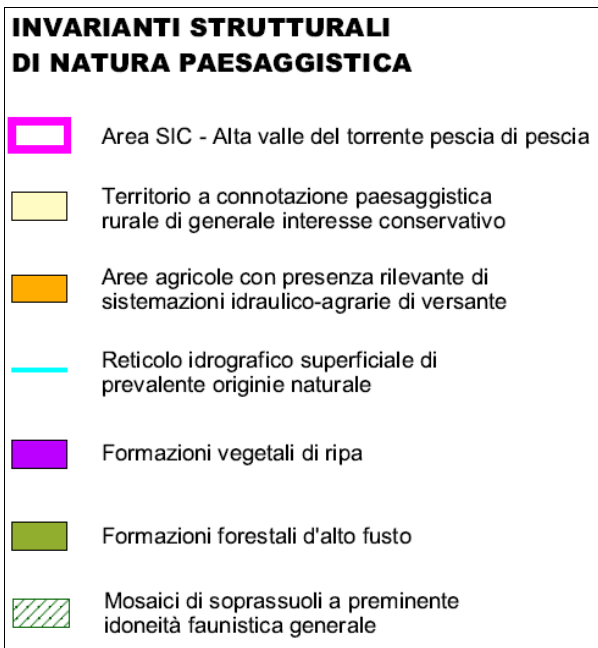 INVARIANTI STRUTTURALI
DI NATURA PAESAGGISTICA
Area SIC - Alta valle del torrente pescia di pescia
Territorio a connotazione paesaggistica
rurale di generale interesse conservativo
Aree agricole con presenza rilevante di
sistemazioni idraulico-agrarie di versante
Reticolo idrografico superficiale di
prevalente originie naturale
Formazioni vegetali di ripa
Formazioni forestali d'alto fusto
Mosaici di soprassuoli a preminente
idoneità faunistica generale